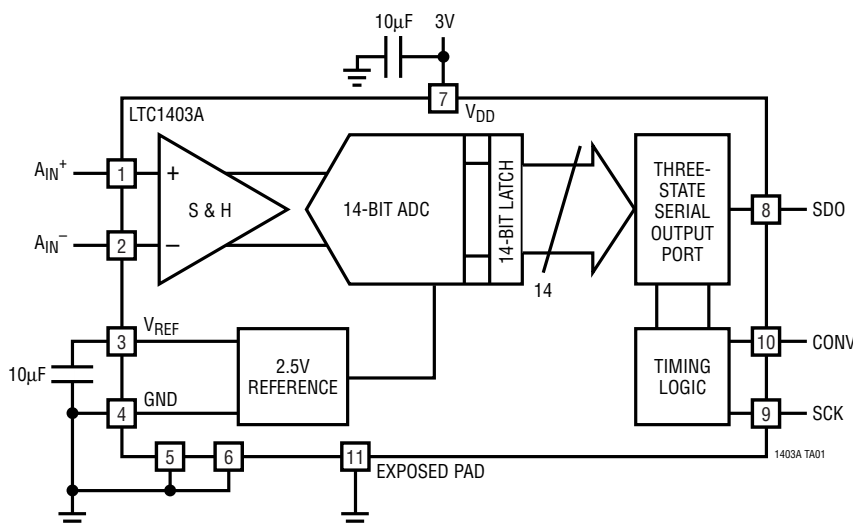 10µF
3V
7
V_DD
LTC1403A
A_IN^+
1
+
S & H
14-BIT ADC
14-BIT LATCH
THREE-
STATE
SERIAL
OUTPUT
PORT
8
SDO
A_IN^–
2
–
14
3
V_REF
10µF
2.5V
REFERENCE
TIMING
LOGIC
10
CONV
4
GND
9
SCK
5
6
11
EXPOSED PAD
1403A TA01